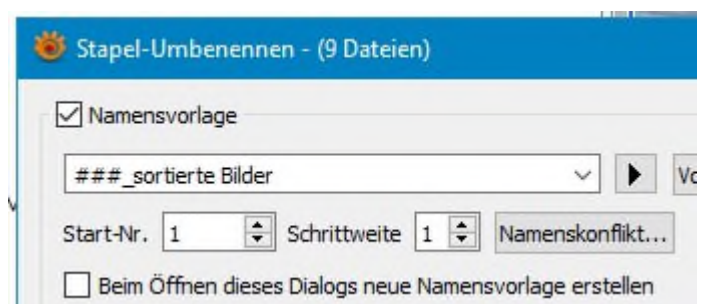 Stapel-Umbenennen - (9 Dateien)
Namensvorlage
###_sortierte Bilder
Start-Nr. 1 Schrittweite 1 Namenskonflikt...
Beim Öffnen dieses Dialogs neue Namensvorlage erstellen